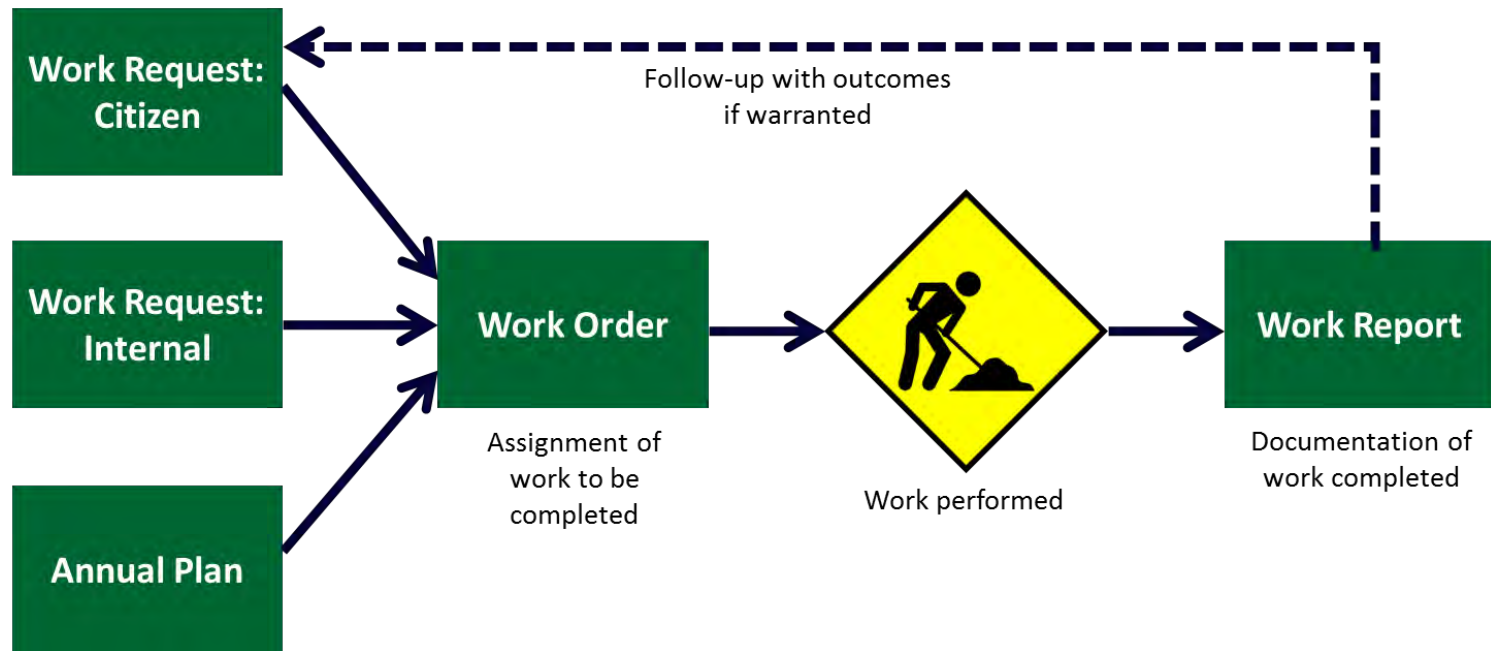 Work Request:
Citizen
Follow-up with outcomes
if warranted
Work Request:
Internal
Work Order
Work Report
Assignment of
work to be
completed
Work performed
Documentation of
work completed
Annual Plan